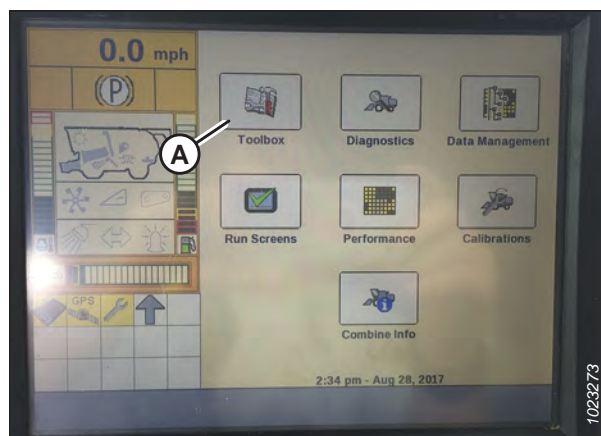 0.0 mph
(P)
A
Toolbox
Diagnostics
Data Management
Run Screens
Performance
Calibrations
GPS
Combine Info
2:34 pm - Aug 28, 2017
1023273